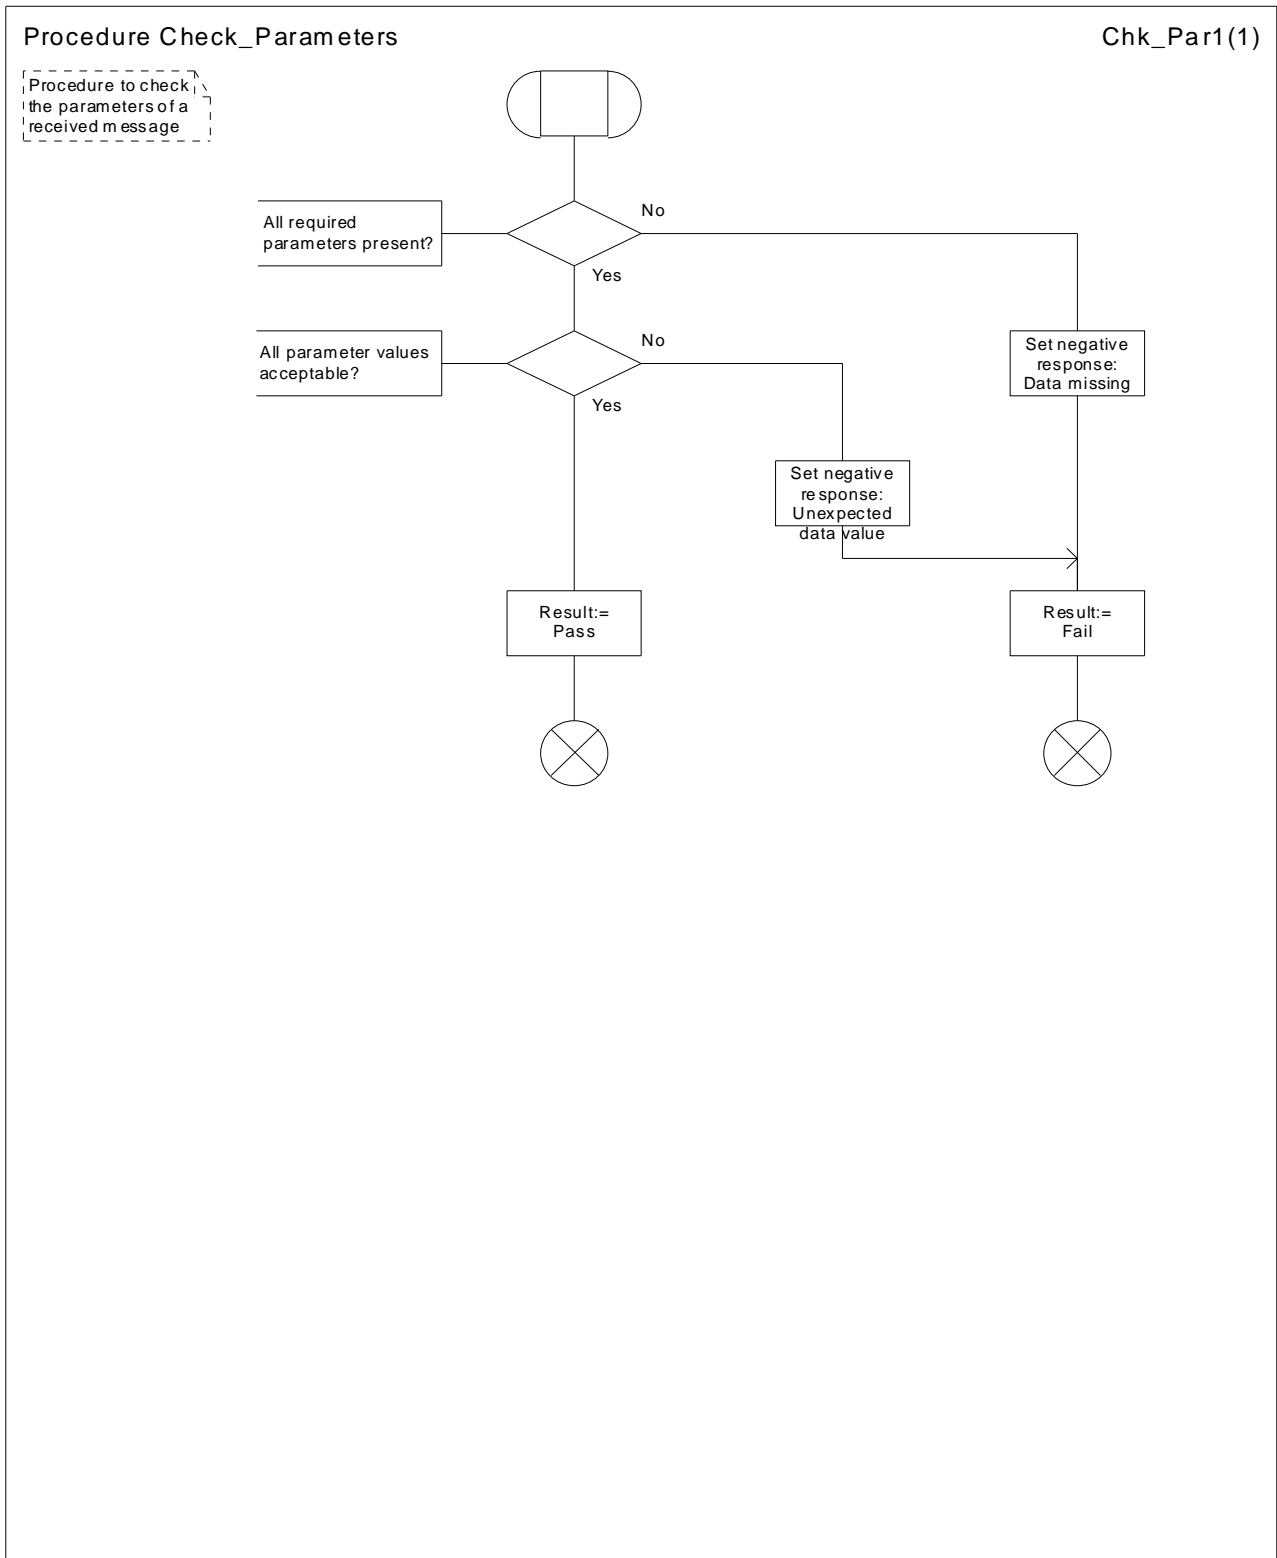 Procedure Check_Parameters
Chk_Par1(1)
Procedure to check
the parameters of a
received message
All required
parameters present?
No
Yes
All parameter values
acceptable?
No
Yes
Set negative
response:
Data missing
Set negative
response:
Unexpected
data value
Result:=
Pass
Result:=
Fail